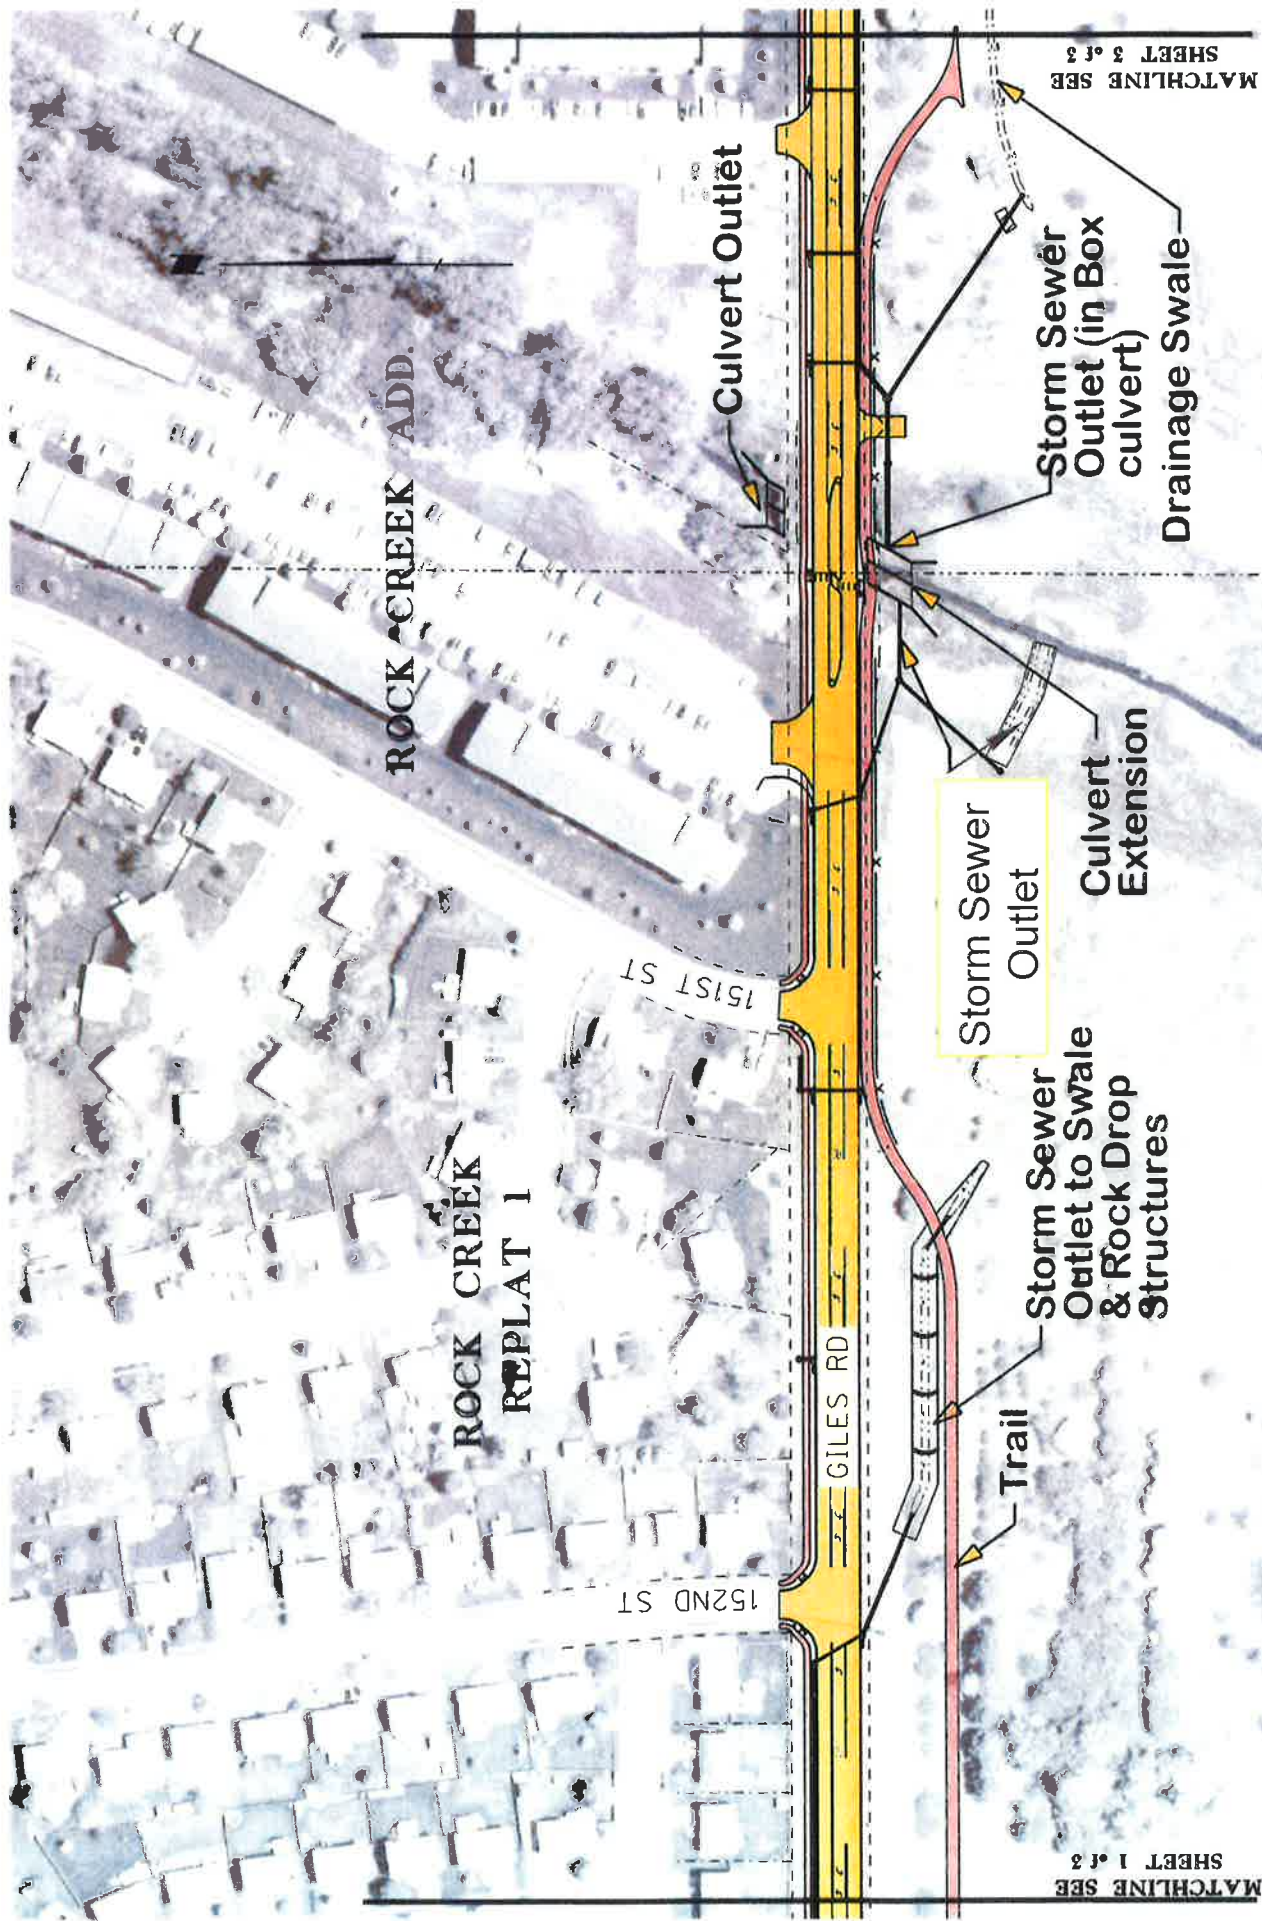 MATCHLINE SEE
SHEET 3 of 3
Culvert Outlet
Storm Sewer
Outlet (in Box
culvert)
Drainage Swale
ROCK CREEK ADD.
Culvert
Extension
Storm Sewer
Outlet
151ST ST
ROCK CREEK
REPLAT 1
Storm Sewer
Outlet to Swale
& Rock Drop
Structures
GILES RD
Trail
152ND ST
MATCHLINE SEE
SHEET 1 of 3